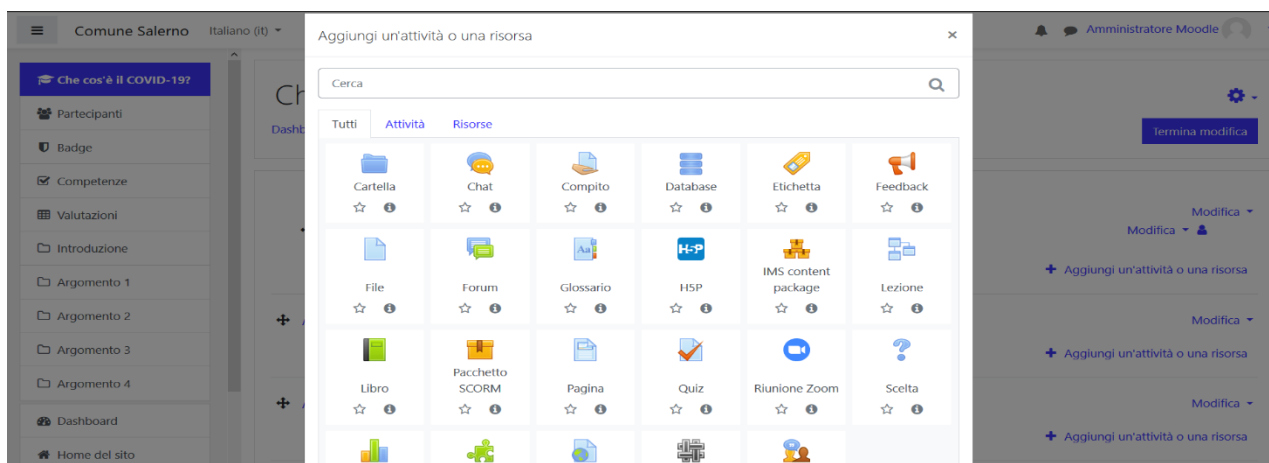 Comune Salerno
Italiano (it)
Amministratore Moodle
Che cos'è il COVID-19?
Partecipanti
Badge
Competenze
Valutazioni
Introduzione
Argomento 1
Argomento 2
Argomento 3
Argomento 4
Dashboard
Home del sito
Ch
Dashb
Aggiungi un'attività o una risorsa
×
Cerca
Tutti
Attività
Risorse
Cartella
Chat
Compito
Database
Etichetta
Feedback
File
Forum
Aa
Glossario
H5P
H5P
IMS content
package
Lezione
Libro
Pacchetto
SCORM
Pagina
Quiz
Riunione Zoom
Scelta
Termina modifica
Modifica
Modifica
Aggiungi un'attività o una risorsa
Modifica
Aggiungi un'attività o una risorsa
Modifica
Aggiungi un'attività o una risorsa